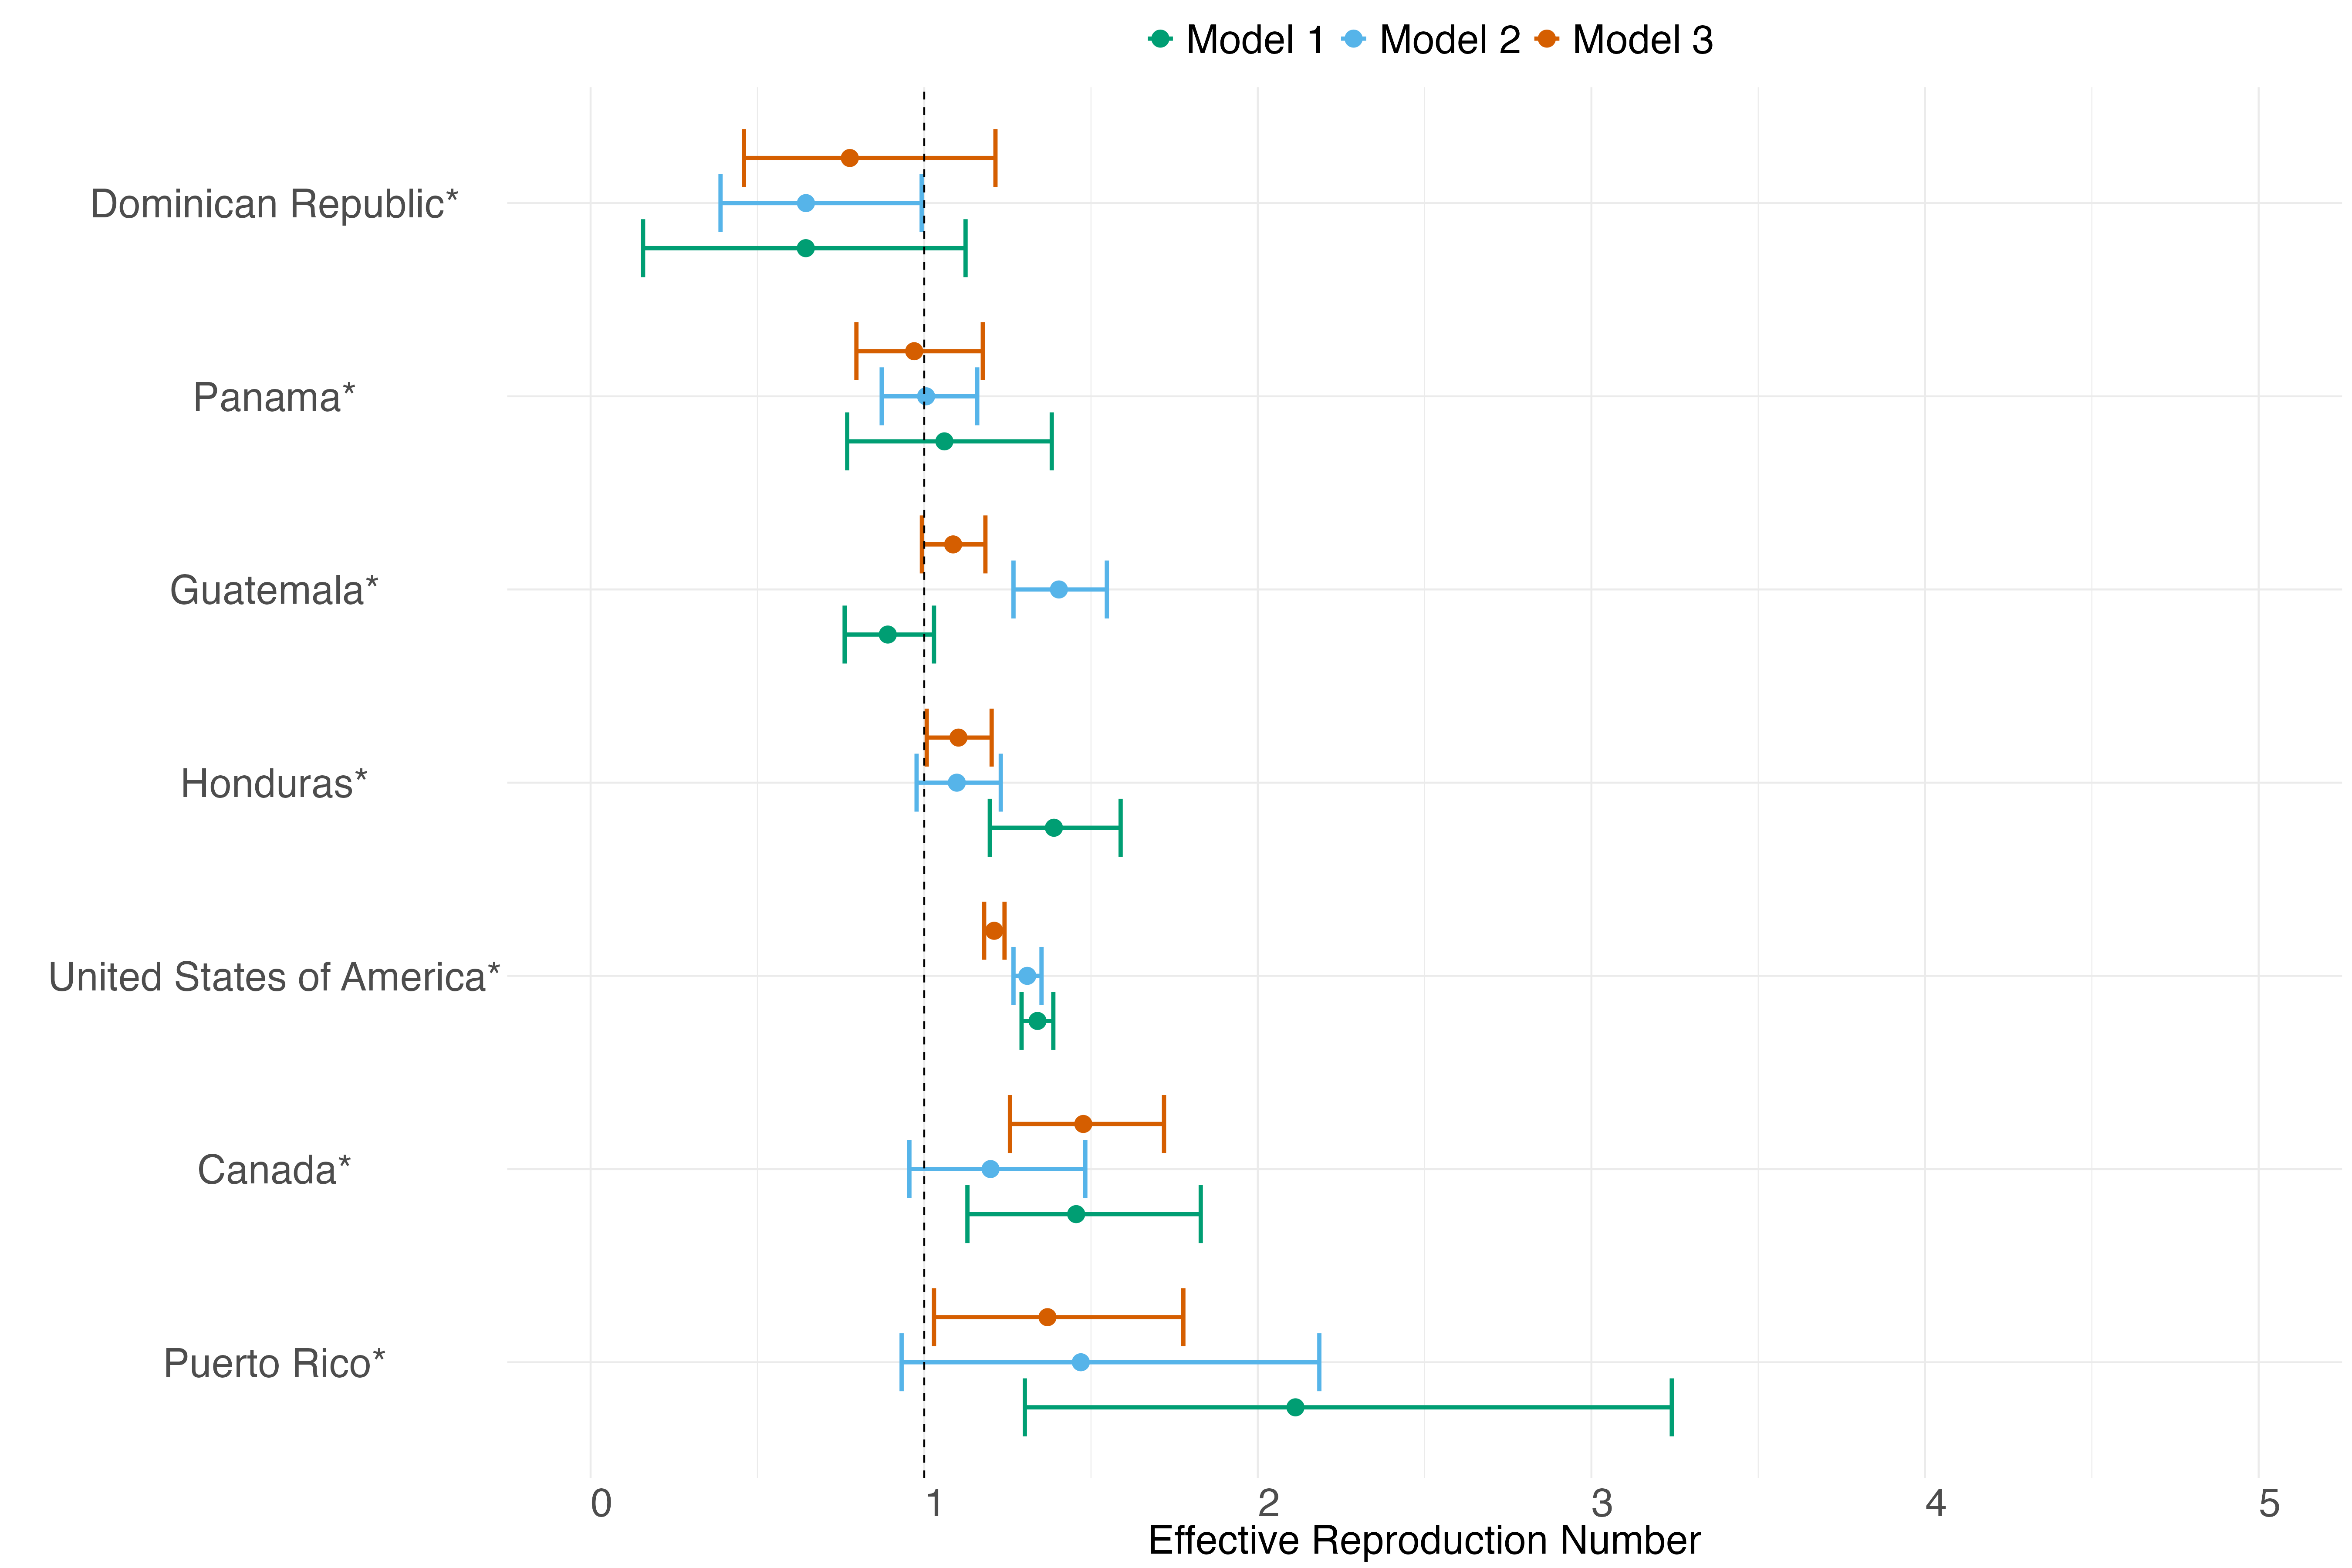 Model 1 Model 2 Model 3
Dominican Republic*
Panama*
Guatemala*
Honduras*
United States of America*
Canada*
Puerto Rico*
0 1 2 3 4 5
Effective Reproduction Number